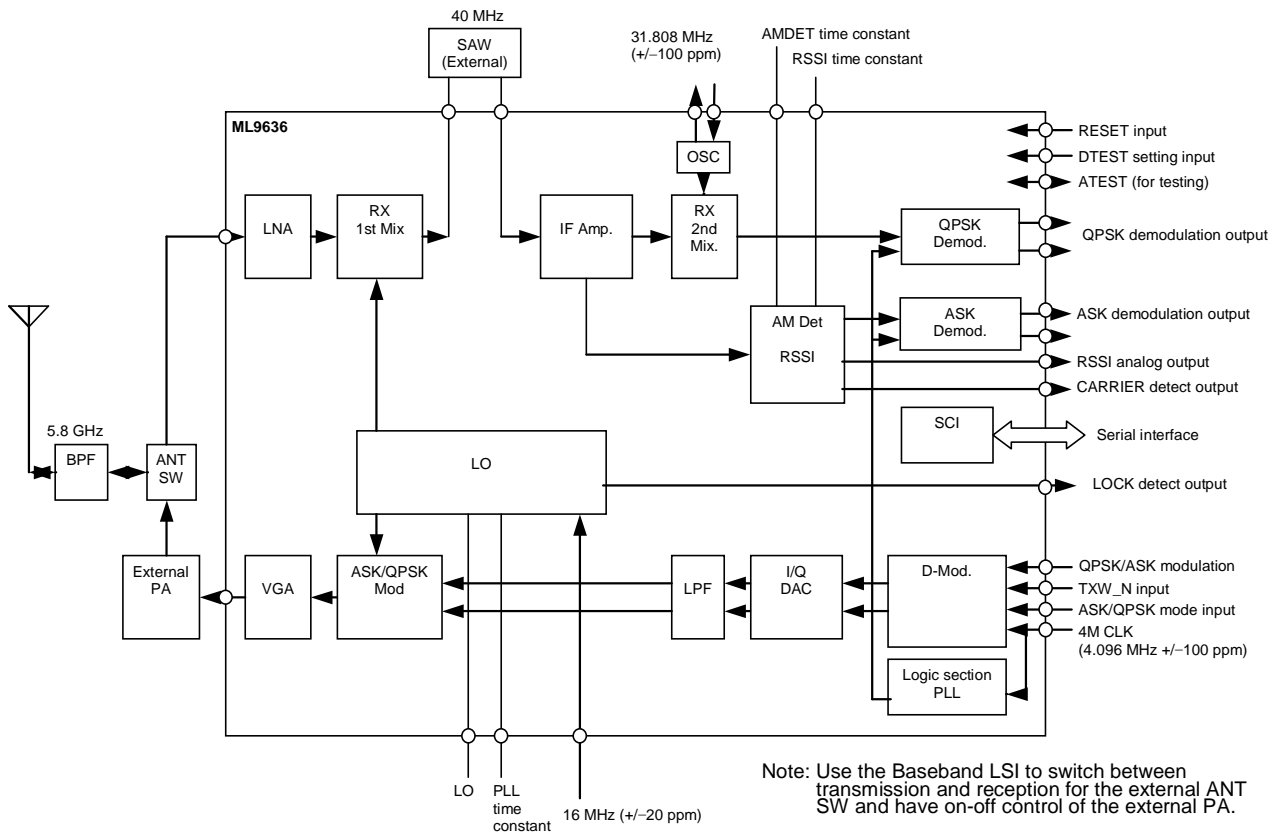 40 MHz
SAW
(External)
31.808 MHz
(+/−100 ppm)
AMDET time constant
RSSI time constant
ML9636
OSC
RESET input
DTEST setting input
ATEST (for testing)
LNA
RX
1st Mix
IF Amp.
RX
2nd
Mix.
QPSK
Demod.
QPSK demodulation output
AM Det
RSSI
ASK
Demod.
ASK demodulation output
RSSI analog output
CARRIER detect output
SCI
Serial interface
5.8 GHz
BPF
ANT
SW
LO
LOCK detect output
External
PA
VGA
ASK/QPSK
Mod
LPF
I/Q
DAC
D-Mod.
QPSK/ASK modulation
TXW_N input
ASK/QPSK mode input
4M CLK
(4.096 MHz +/−100 ppm)
Logic section
PLL
LO
PLL
time
constant
16 MHz (+/−20 ppm)
Note: Use the Baseband LSI to switch between
transmission and reception for the external ANT
SW and have on-off control of the external PA.